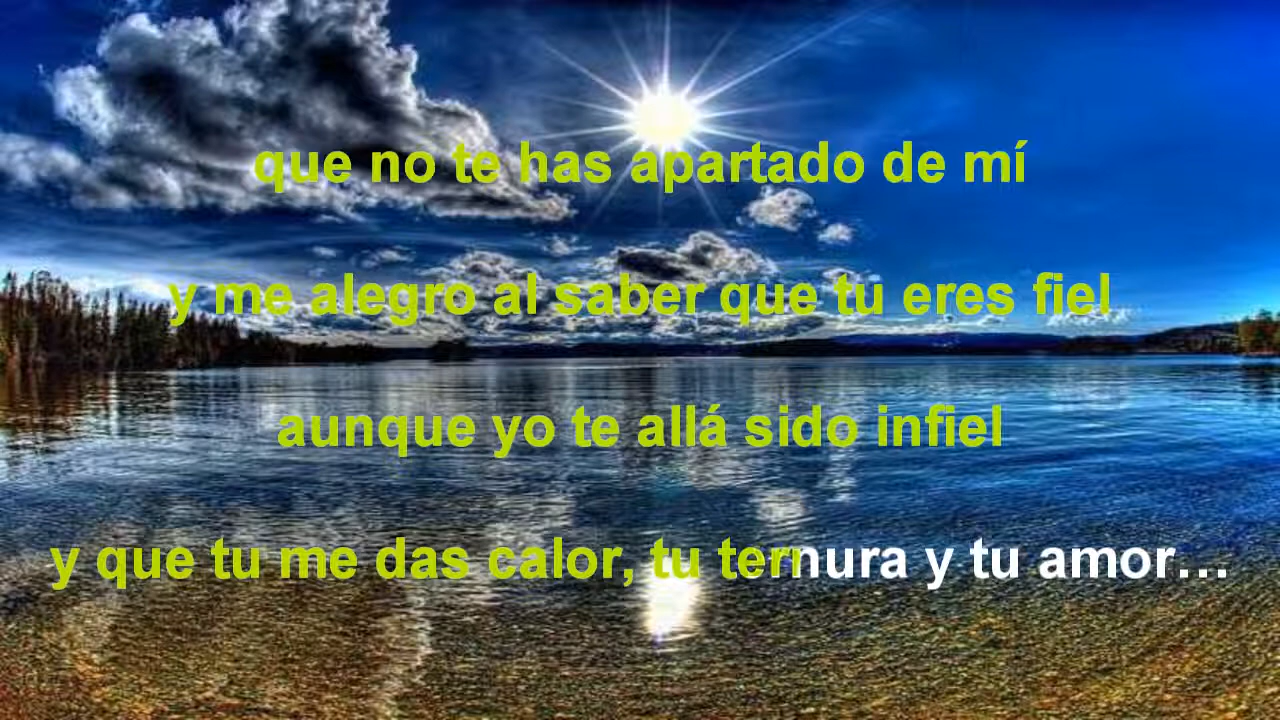 que no te has apartado de mí
y me alegro al saber que tu eres fiel
aunque yo te allá sido infiel
y que tu me das calor, tu ternura y tu amor…